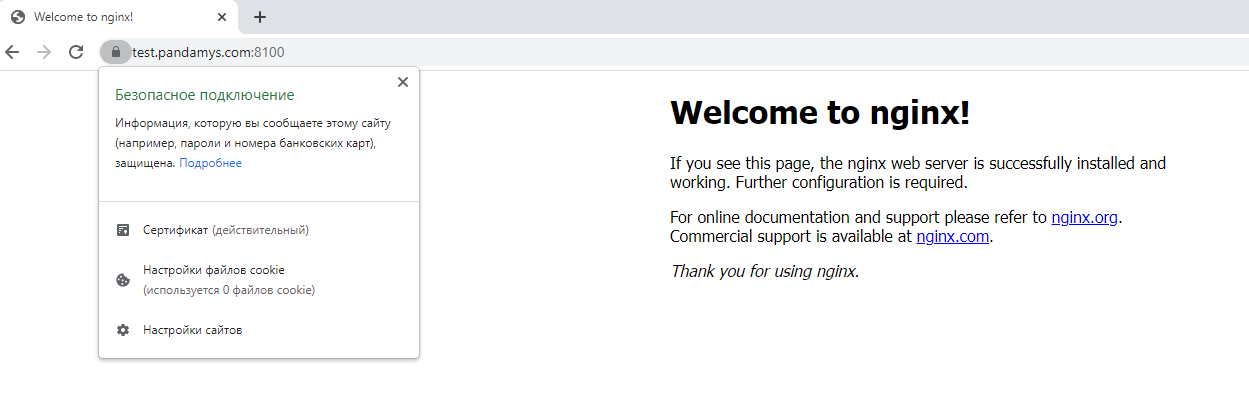 Welcome to nginx!
test.pandamys.com:8100
Безопасное подключение
Информация, которую вы сообщаете этому сайту
(например, пароли и номера банковских карт),
защищена. Подробнее
Сертификат (действительный)
Настройки файлов cookie
(используется 0 файлов cookie)
Настройки сайтов
Welcome to nginx!
If you see this page, the nginx web server is successfully installed and
working. Further configuration is required.
For online documentation and support please refer to nginx.org.
Commercial support is available at nginx.com.
Thank you for using nginx.